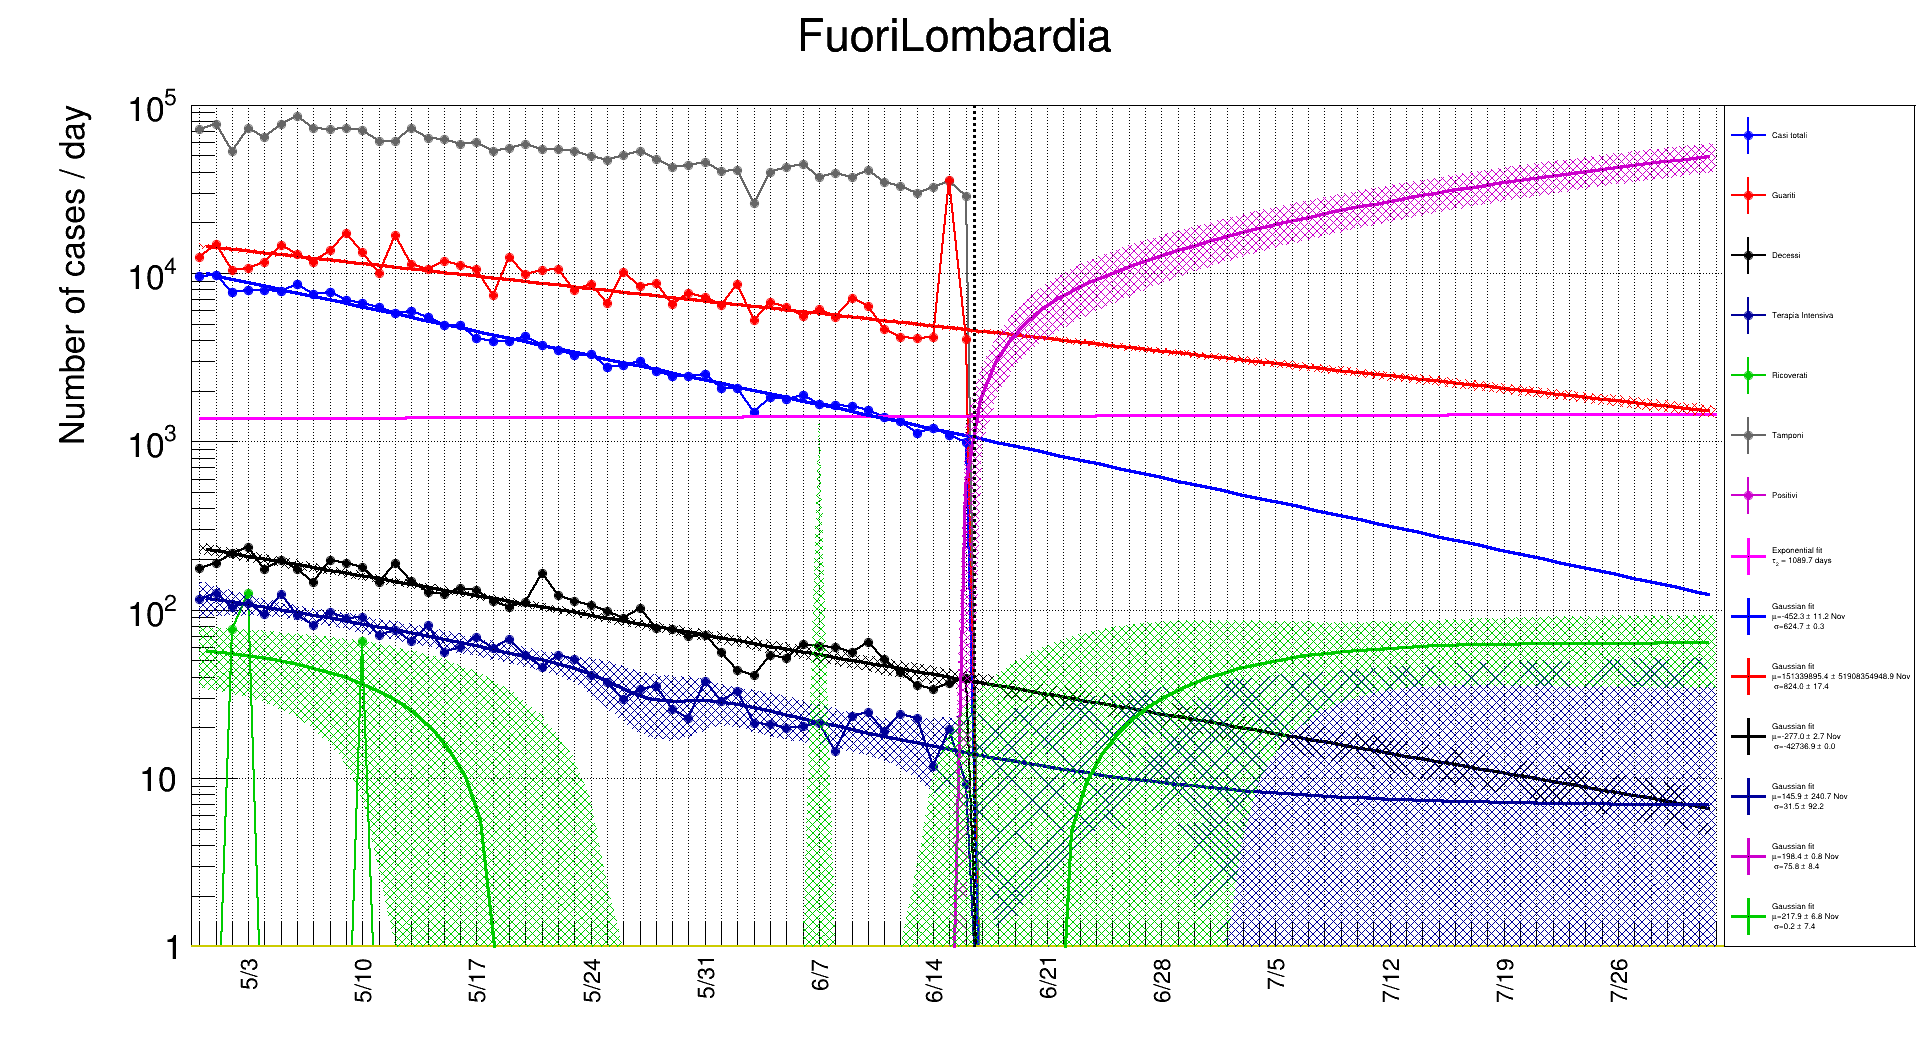 FuoriLombardia
Number of cases / day
10^5
10^4
10^3
10^2
10
1
5/3
5/10
5/17
5/24
5/31
6/7
6/14
6/21
6/28
7/5
7/12
7/19
7/26
Casi totali
Guariti
Decessi
Terapia Intensiva
Ricoverati
Tamponi
Positivi
Exponential fit
τ₂ = 1089.7 days
Gaussian fit
μ=-452.3 ± 11.2 Nov
σ=624.7 ± 0.3
Gaussian fit
μ=151339895.4 ± 51908354948.9 Nov
σ=824.0 ± 17.4
Gaussian fit
μ=-277.0 ± 2.7 Nov
σ=-42736.9 ± 0.0
Gaussian fit
μ=145.9 ± 240.7 Nov
σ=31.5 ± 92.2
Gaussian fit
μ=198.4 ± 0.8 Nov
σ=75.8 ± 8.4
Gaussian fit
μ=217.9 ± 6.8 Nov
σ=0.2 ± 7.4